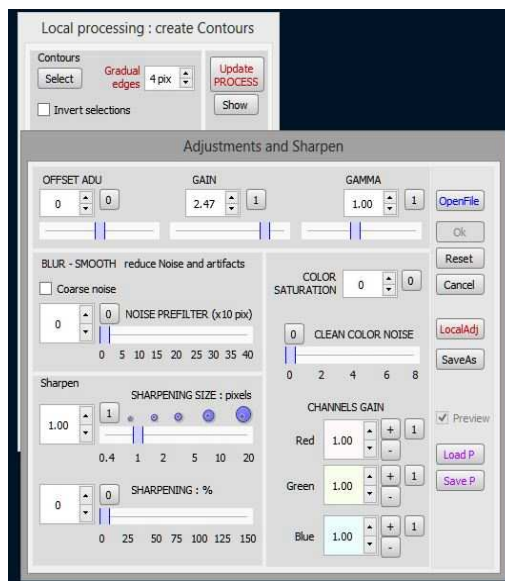 Local processing : create Contours
Contours
Select
Gradual edges
4 pix
Update PROCESS
Show
Invert selections
Adjustments and Sharpen
OFFSET ADU
GAIN
GAMMA
0
0
2.47
1
1.00
1
OpenFile
Ok
Reset
Cancel
LocalAdj
SaveAs
Preview
Load P
Save P
BLUR - SMOOTH reduce Noise and artifacts
Coarse noise
0
0
NOISE PREFILTER (x10 pix)
0 5 10 15 20 25 30 35 40
Sharpen
SHARPENING SIZE : pixels
1.00
1
0.4 1 2 5 10 20
0
0
SHARPENING : %
0 25 50 75 100 125 150
COLOR SATURATION
0
0
0
CLEAN COLOR NOISE
0 2 4 6 8
CHANNELS GAIN
Red 1.00 + 1
-
Green 1.00 + 1
-
Blue 1.00 + 1
-